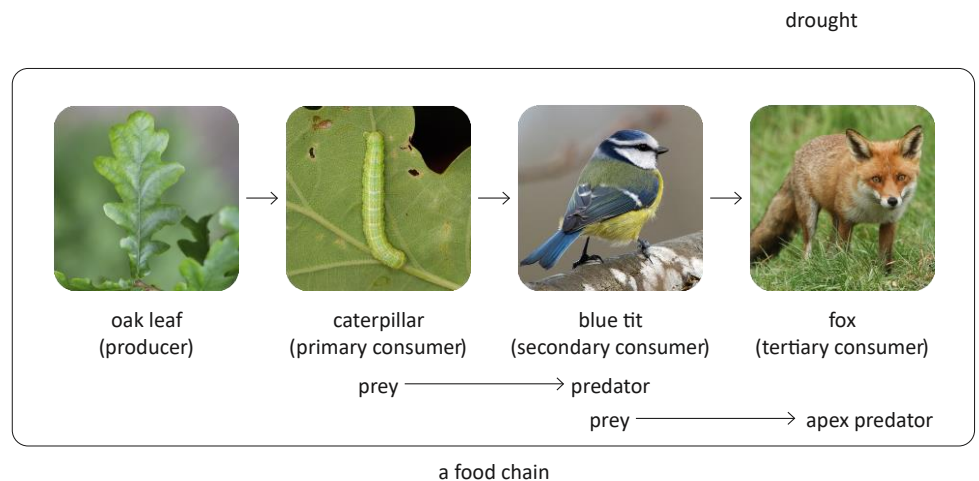 drought
oak leaf
(producer)
caterpillar
(primary consumer)
blue tit
(secondary consumer)
fox
(tertiary consumer)
prey
predator
prey
apex predator
a food chain